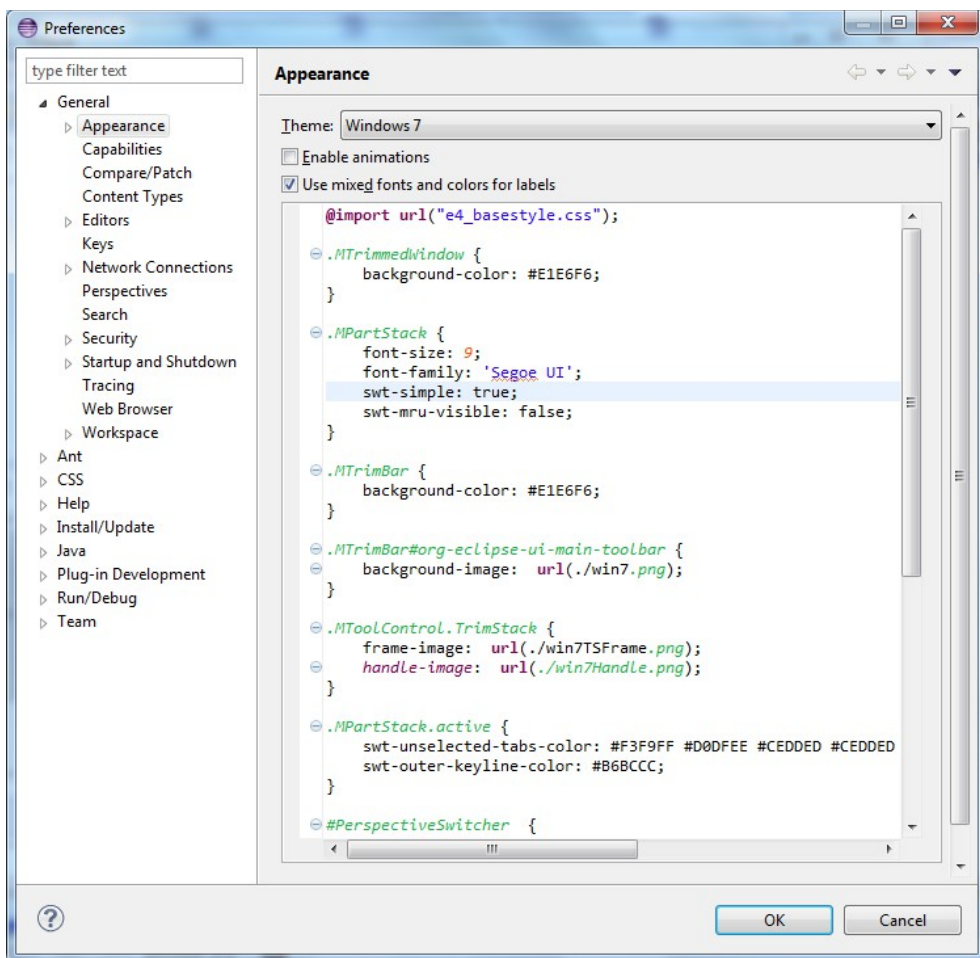 Preferences
type filter text
General
Appearance
Capabilities
Compare/Patch
Content Types
Editors
Keys
Network Connections
Perspectives
Search
Security
Startup and Shutdown
Tracing
Web Browser
Workspace
Ant
CSS
Help
Install/Update
Java
Plug-in Development
Run/Debug
Team
Appearance
Theme: Windows 7
Enable animations
Use mixed fonts and colors for labels
@import url("e4_basestyle.css");
.MTrimmedWindow {
background-color: #E1E6F6;
}
.MPartStack {
font-size: 9;
font-family: 'Segoe UI';
swt-simple: true;
swt-mru-visible: false;
}
.MTrimBar {
background-color: #E1E6F6;
}
.MTrimBar#org-eclipse-ui-main-toolbar {
background-image:  url(./win7.png);
}
.MToolControl.TrimStack {
frame-image:  url(./win7TSFrame.png);
handle-image:  url(./win7Handle.png);
}
.MPartStack.active {
swt-unselected-tabs-color: #F3F9FF #D0DFEE #CEDDED #CEDDED
swt-outer-keyline-color: #B6BCCC;
}
#PerspectiveSwitcher  {
?
OK
Cancel